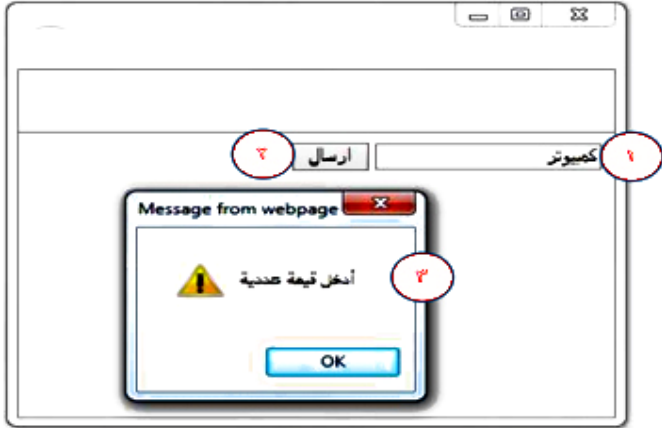 ١ كمبيوتر ارسال ٢
Message from webpage
أدخل قيمة عددية ٣
OK